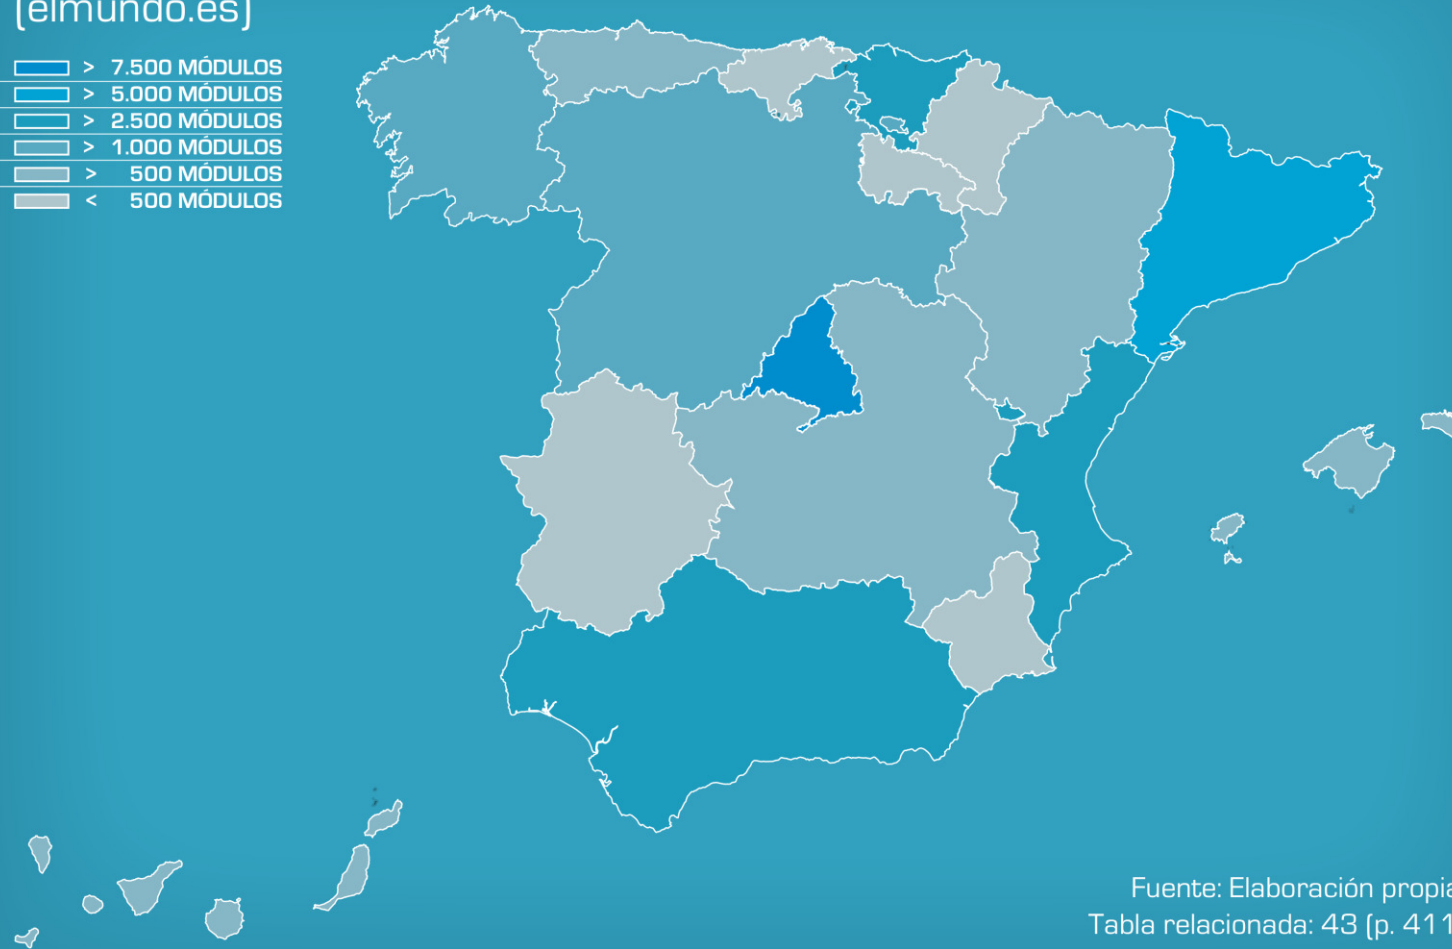 (elmundo.es)
> 7.500 MÓDULOS
> 5.000 MÓDULOS
> 2.500 MÓDULOS
> 1.000 MÓDULOS
> 500 MÓDULOS
< 500 MÓDULOS
Fuente: Elaboración propia
Tabla relacionada: 43 (p. 411